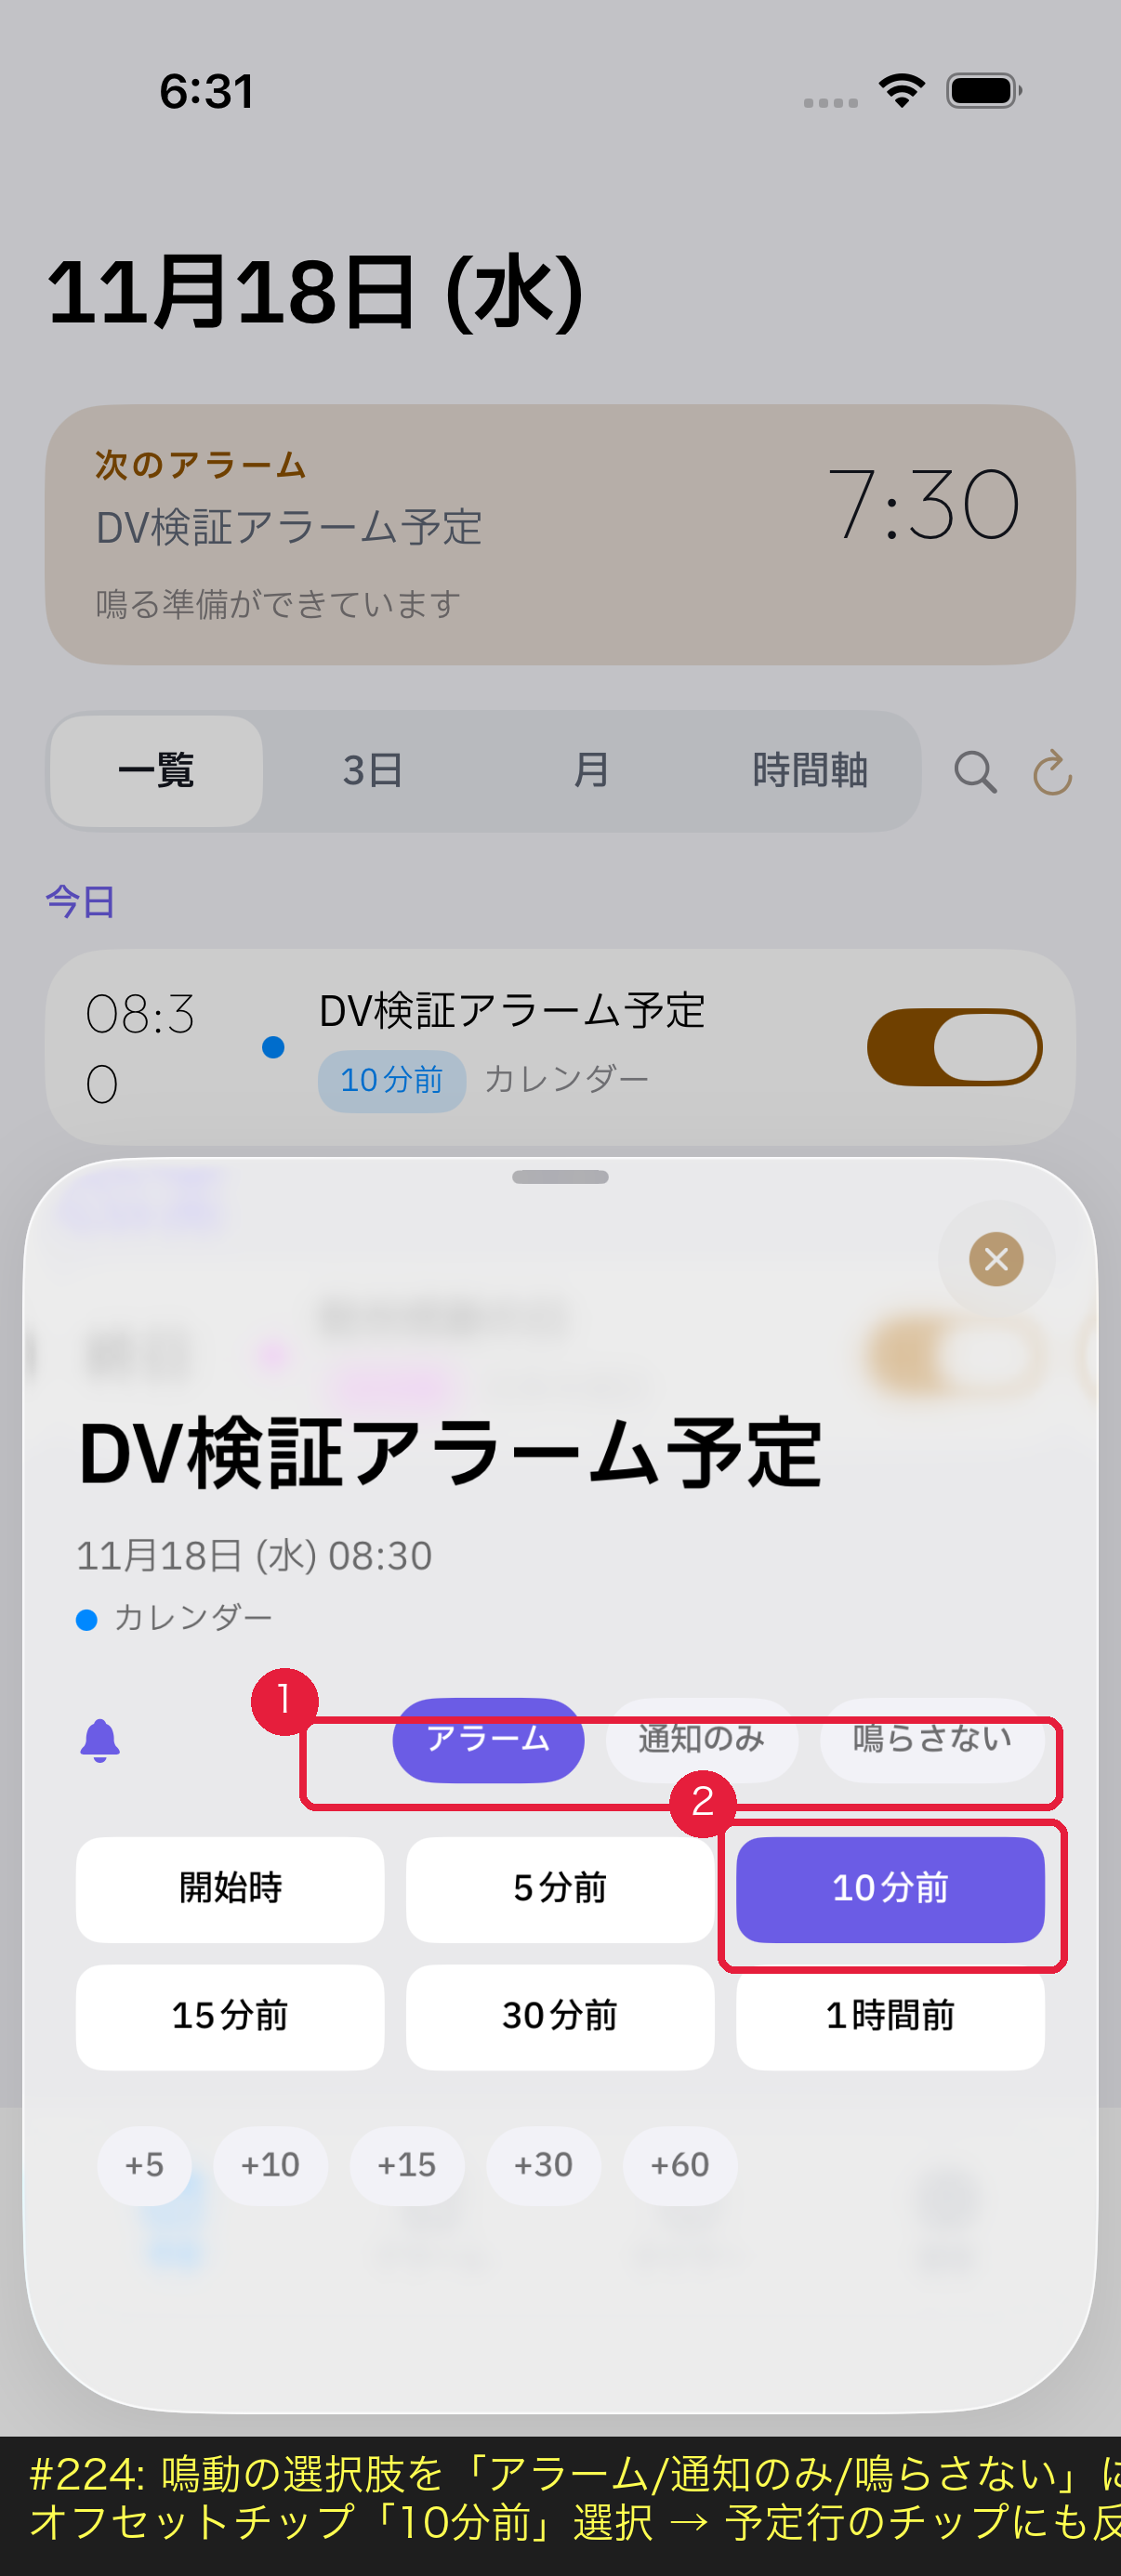 6:31
11月18日 (水)
次のアラーム
DV検証アラーム予定
7:30
鳴る準備ができています
一覧 3日 月 時間軸
今日
08:3
0
DV検証アラーム予定
10分前 カレンダー
DV検証アラーム予定
11月18日 (水) 08:30
カレンダー
1
アラーム 通知のみ 鳴らさない
2
開始時 5分前 10分前
15分前 30分前 1時間前
+5 +10 +15 +30 +60
#224: 鳴動の選択肢を「アラーム/通知のみ/鳴らさない」に
オフセットチップ「10分前」選択 → 予定行のチップにも反